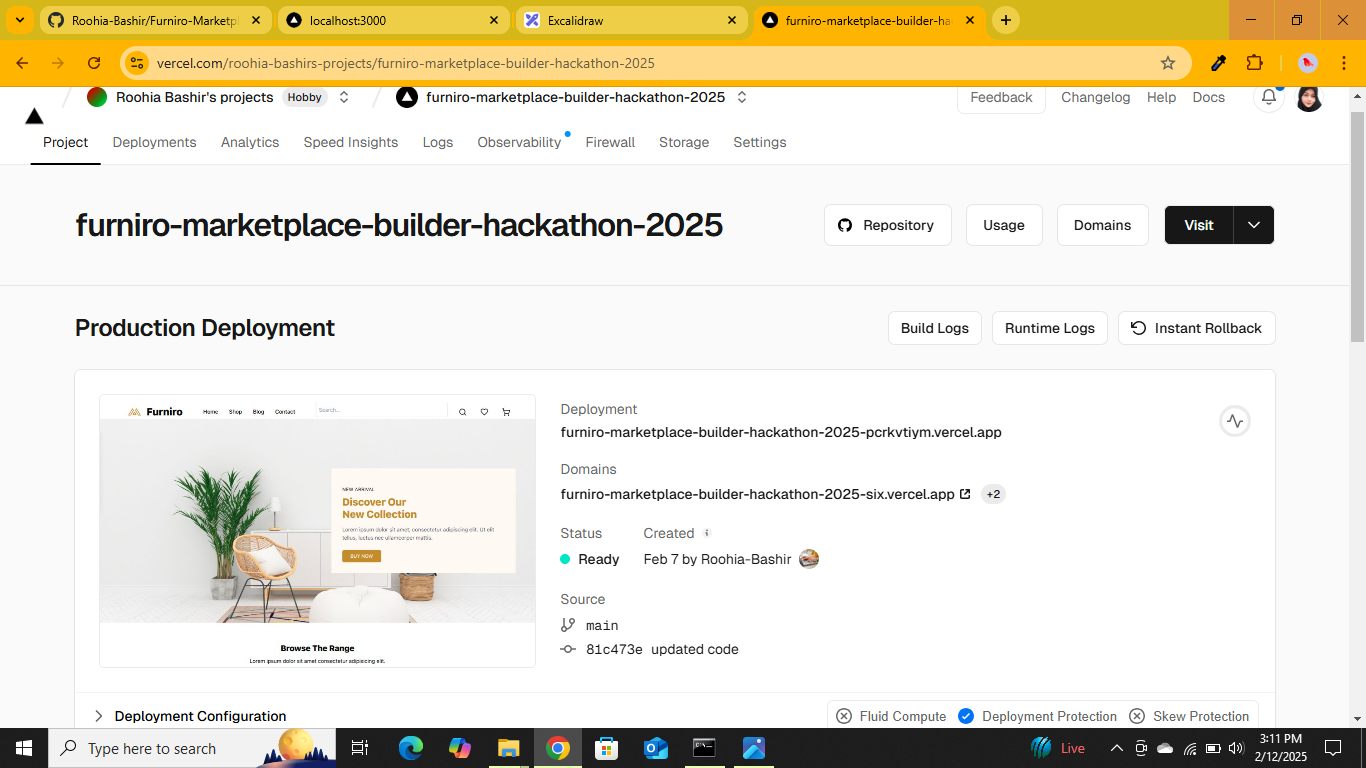 Roohia-Bashir/Furniro-Marketpl
localhost:3000
Excalidraw
furniro-marketplace-builder-ha
vercel.com/roohia-bashirs-projects/furniro-marketplace-builder-hackathon-2025
Roohia Bashir's projects Hobby furniro-marketplace-builder-hackathon-2025 Feedback Changelog Help Docs
Project Deployments Analytics Speed Insights Logs Observability Firewall Storage Settings
furniro-marketplace-builder-hackathon-2025 Repository Usage Domains Visit
Production Deployment Build Logs Runtime Logs Instant Rollback
Furniro Home Shop Blog Contact Search...
NEW ARRIVAL
Discover Our
New Collection
Lorem ipsum dolor sit amet, consectetur adipiscing elit. Ut elit
tellus, luctus nec ullamcorper mattis.
BUY NOW
Browse The Range
Lorem ipsum dolor sit amet consectetur adipiscing elit.
Deployment
furniro-marketplace-builder-hackathon-2025-pcrkvtiym.vercel.app
Domains
furniro-marketplace-builder-hackathon-2025-six.vercel.app +2
Status Created
Ready Feb 7 by Roohia-Bashir
Source
main
81c473e updated code
Deployment Configuration Fluid Compute Deployment Protection Skew Protection
Type here to search
Live
3:11 PM
2/12/2025